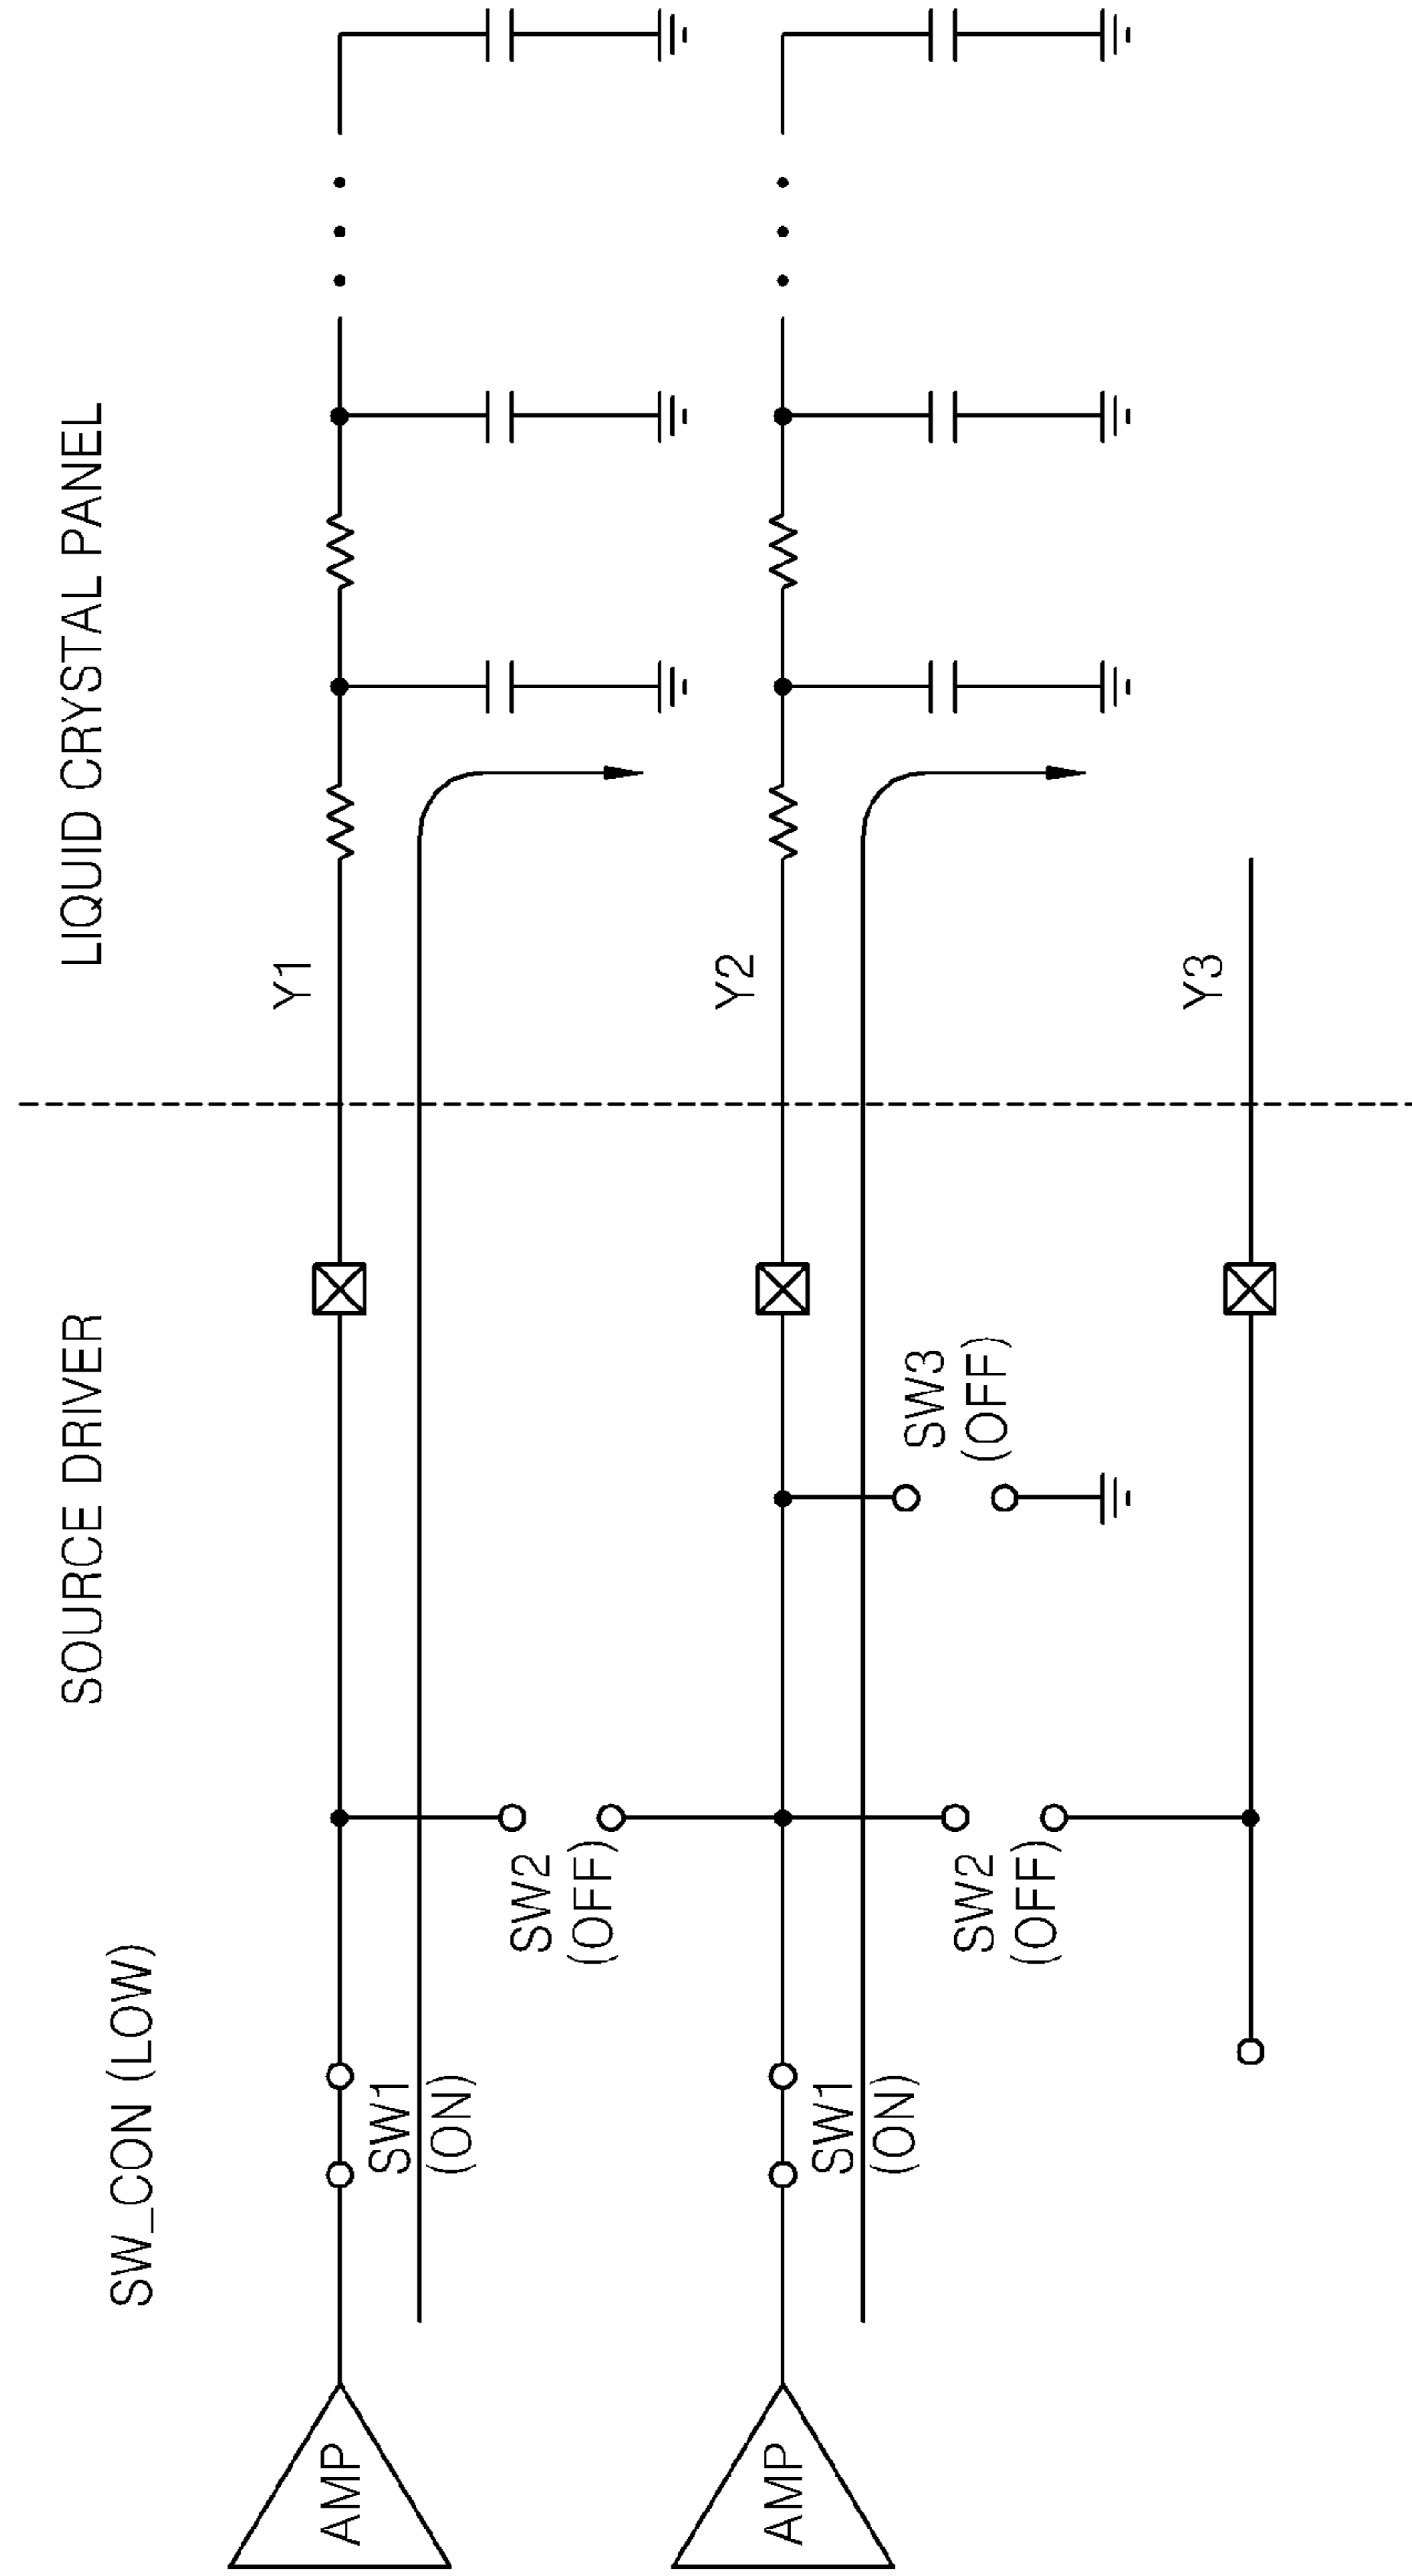 SW_CON (LOW)
SOURCE DRIVER
LIQUID CRYSTAL PANEL
AMP
SW1
(ON)
Y1
SW2
(OFF)
AMP
SW1
(ON)
SW3
(OFF)
Y2
SW2
(OFF)
Y3